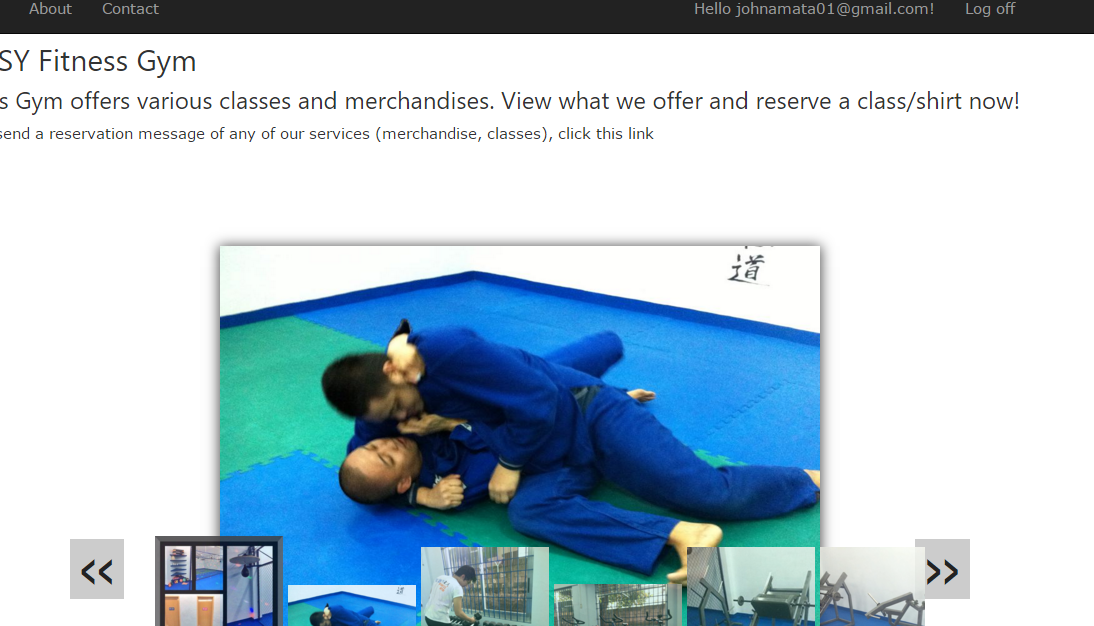 About Contact Hello johnamata01@gmail.com! Log off
SY Fitness Gym
s Gym offers various classes and merchandises. View what we offer and reserve a class/shirt now!
send a reservation message of any of our services (merchandise, classes), click this link
道
<< >>